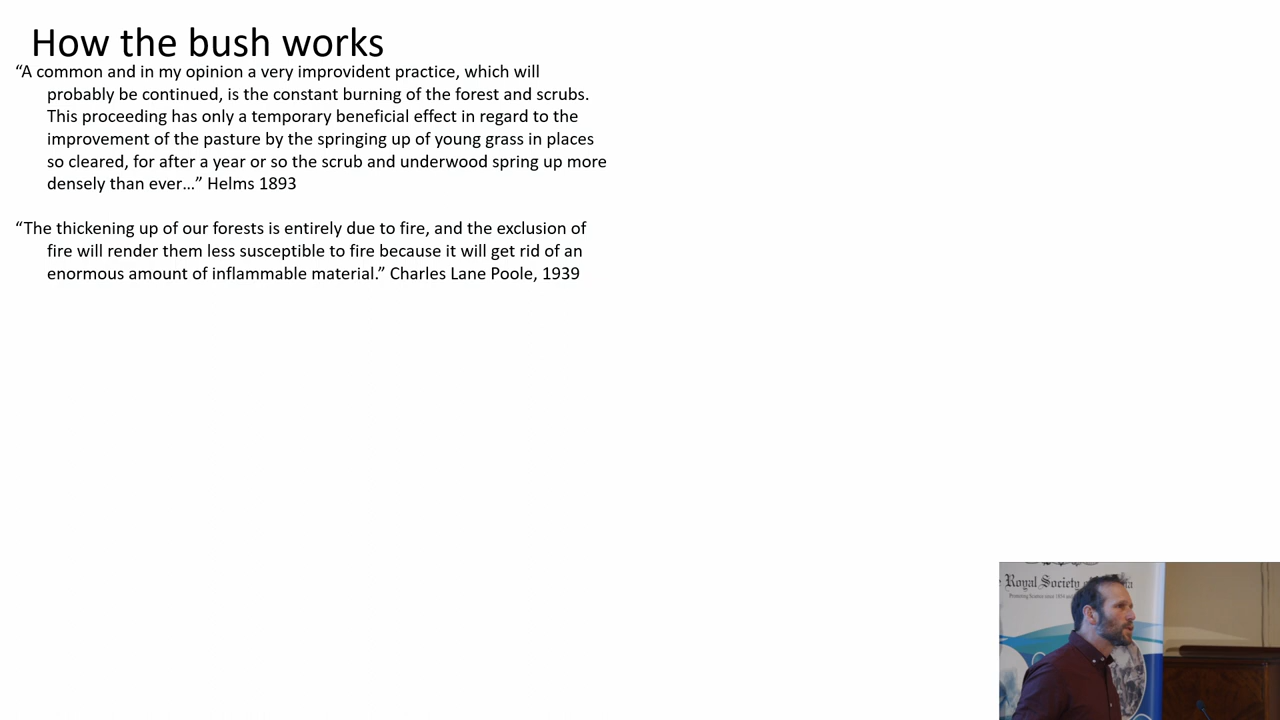 How the bush works
“A common and in my opinion a very improvident practice, which will
probably be continued, is the constant burning of the forest and scrubs.
This proceeding has only a temporary beneficial effect in regard to the
improvement of the pasture by the springing up of young grass in places
so cleared, for after a year or so the scrub and underwood spring up more
densely than ever…” Helms 1893
“The thickening up of our forests is entirely due to fire, and the exclusion of
fire will render them less susceptible to fire because it will get rid of an
enormous amount of inflammable material.” Charles Lane Poole, 1939
Royal Society
Promoting Science since 1854